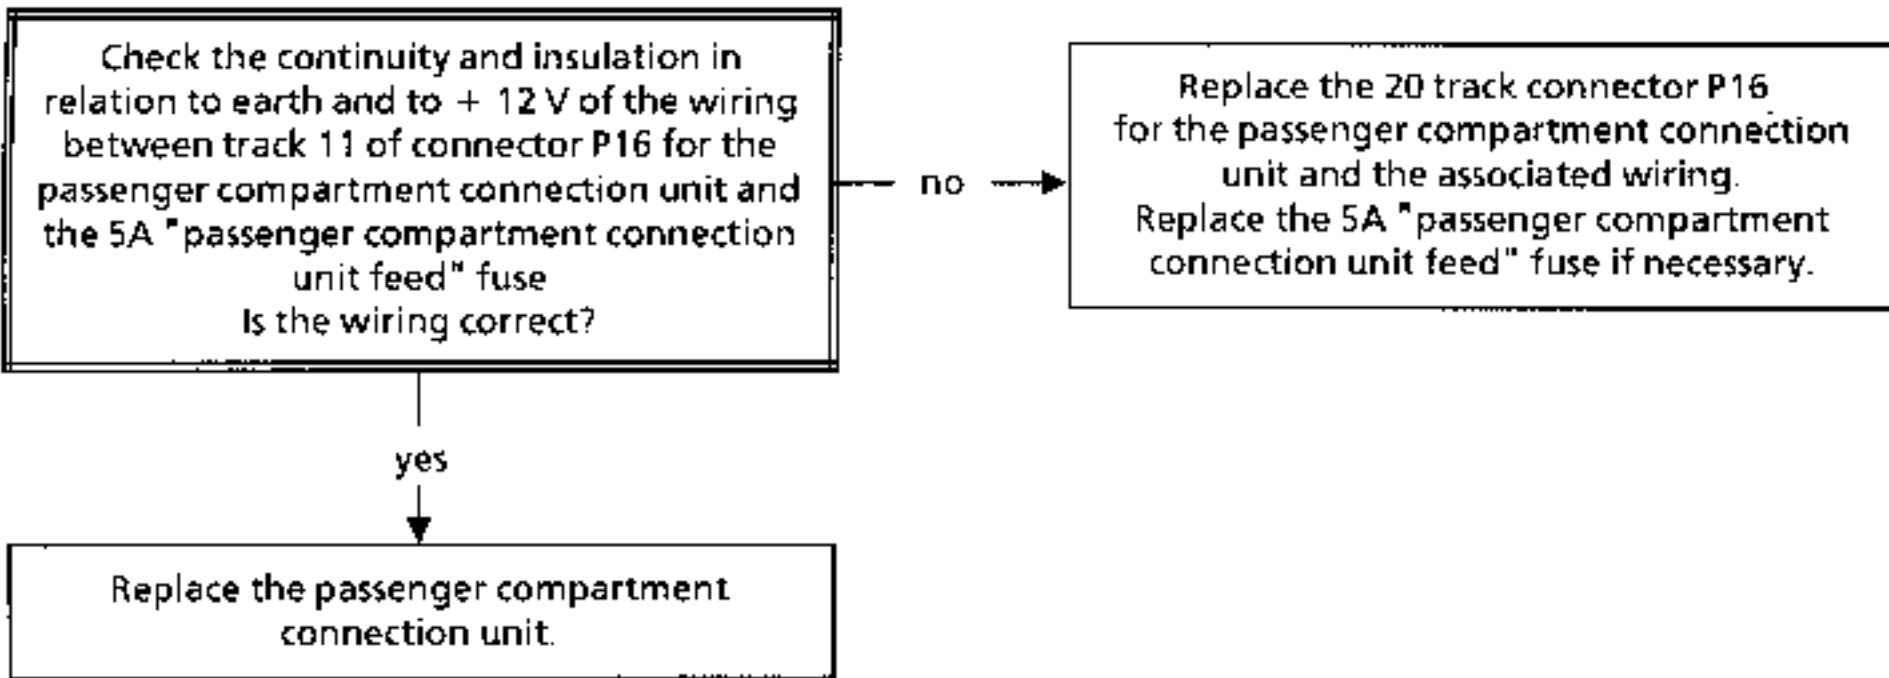 Check the continuity and insulation in
relation to earth and to + 12 V of the wiring
between track 11 of connector P16 for the
passenger compartment connection unit and
the 5A "passenger compartment connection
unit feed" fuse
Is the wiring correct?
no
Replace the 20 track connector P16
for the passenger compartment connection
unit and the associated wiring.
Replace the 5A "passenger compartment
connection unit feed" fuse if necessary.
yes
Replace the passenger compartment
connection unit.